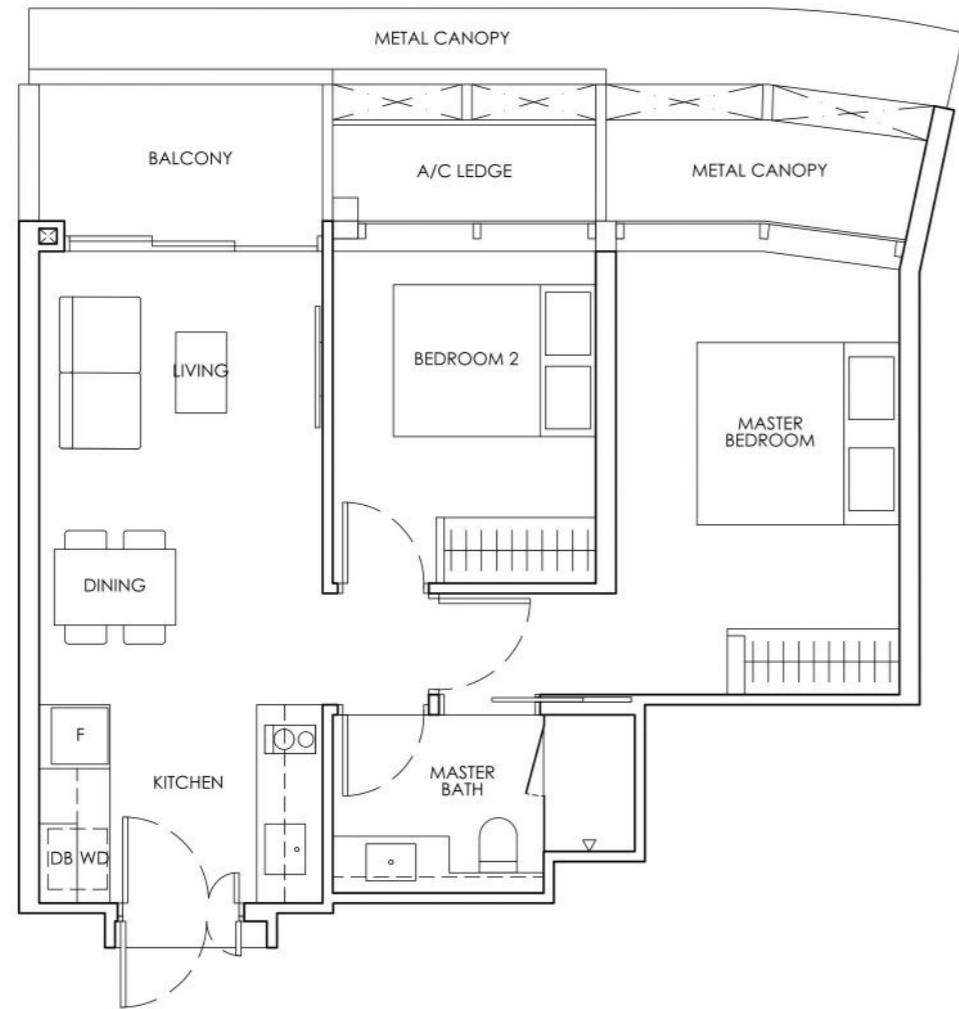 METAL CANOPY
BALCONY
A/C LEDGE
METAL CANOPY
LIVING
BEDROOM 2
MASTER
BEDROOM
DINING
F
KITCHEN
MASTER
BATH
DB WD